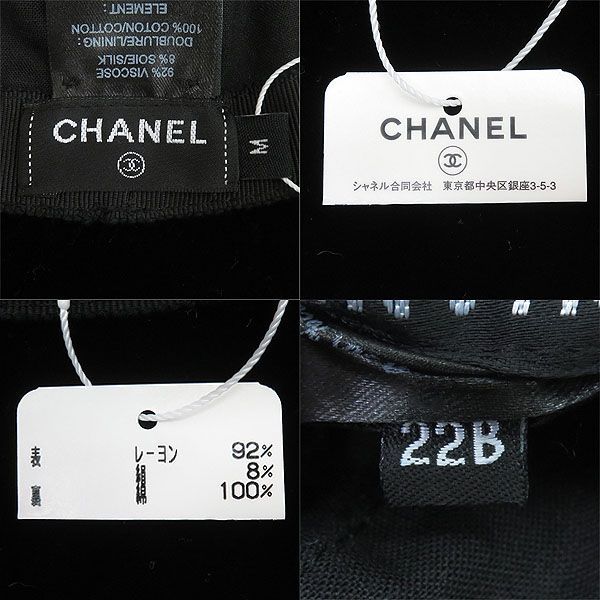 92% VISCOSE
8% SOIE/SILK
DOUBLURE/LINING:
100% COTON/COTTON
ELEMENT:
CHANEL
M
CHANEL
シャネル合同会社 東京都中央区銀座3-5-3
表 レーヨン 92%
絹 8%
裏 綿 100%
22B